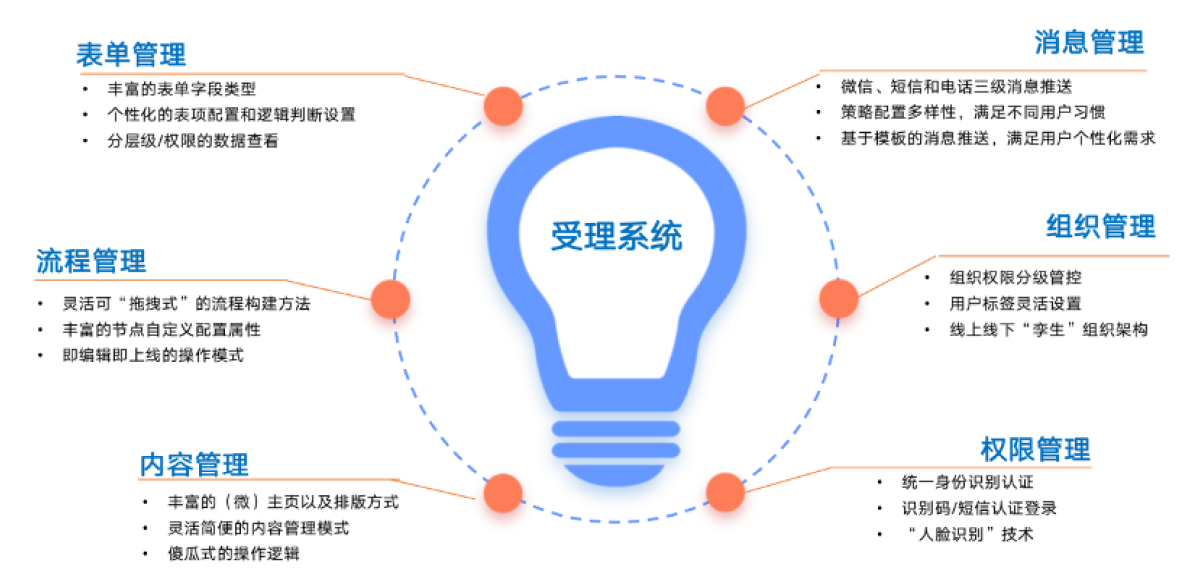 表单管理
• 丰富的表单字段类型
• 个性化的表项配置和逻辑判断设置
• 分层级/权限的数据查看
消息管理
• 微信、短信和电话三级消息推送
• 策略配置多样性，满足不同用户习惯
• 基于模板的消息推送，满足用户个性化需求
受理系统
流程管理
• 灵活可“拖拽式”的流程构建方法
• 丰富的节点自定义配置属性
• 即编辑即上线的操作模式
组织管理
• 组织权限分级管控
• 用户标签灵活设置
• 线上线下“孪生”组织架构
内容管理
• 丰富的（微）主页以及排版方式
• 灵活简便的内容管理模式
• 傻瓜式的操作逻辑
权限管理
• 统一身份识别认证
• 识别码/短信认证登录
• “人脸识别”技术